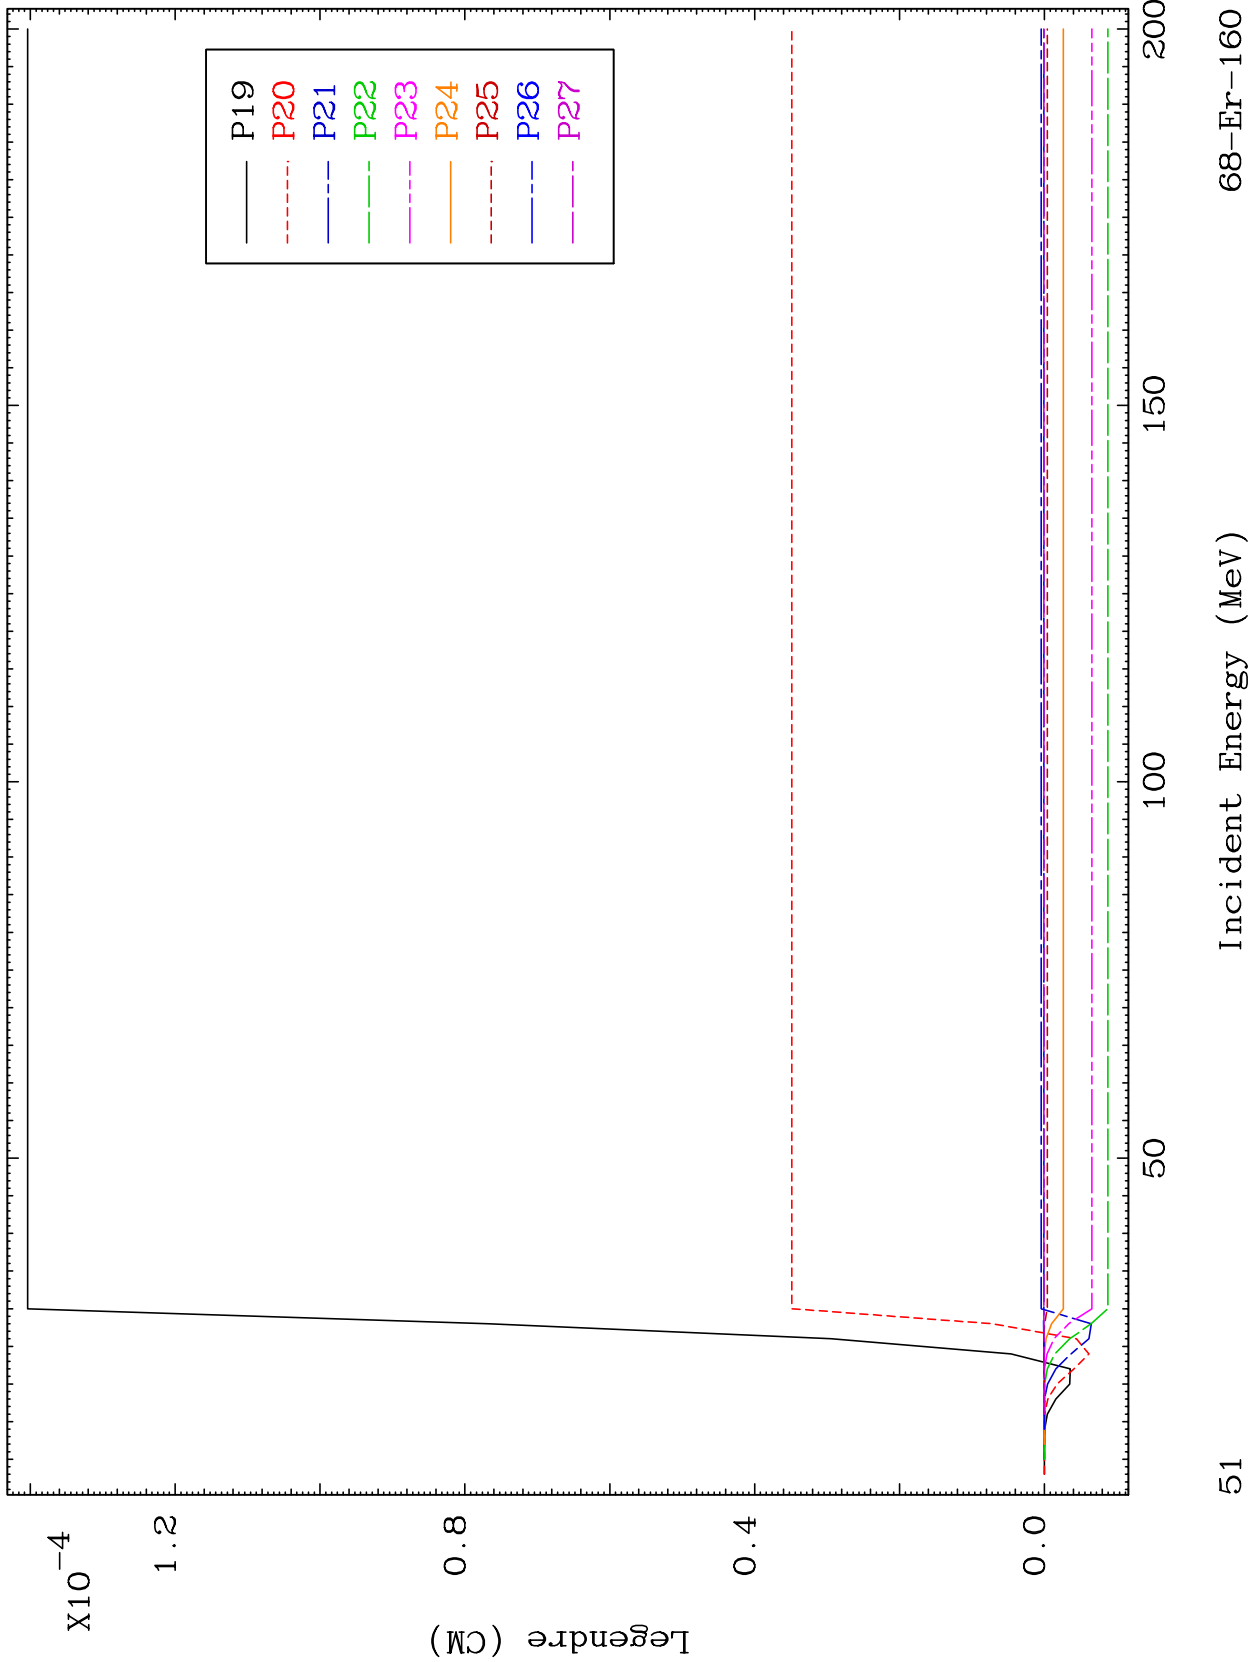 X10-4
1.2
0.8
0.4
0.0
Legendre (CM)
P19
P20
P21
P22
P23
P24
P25
P26
P27
50
100
150
200
Incident Energy (MeV)
51
68-Er-160